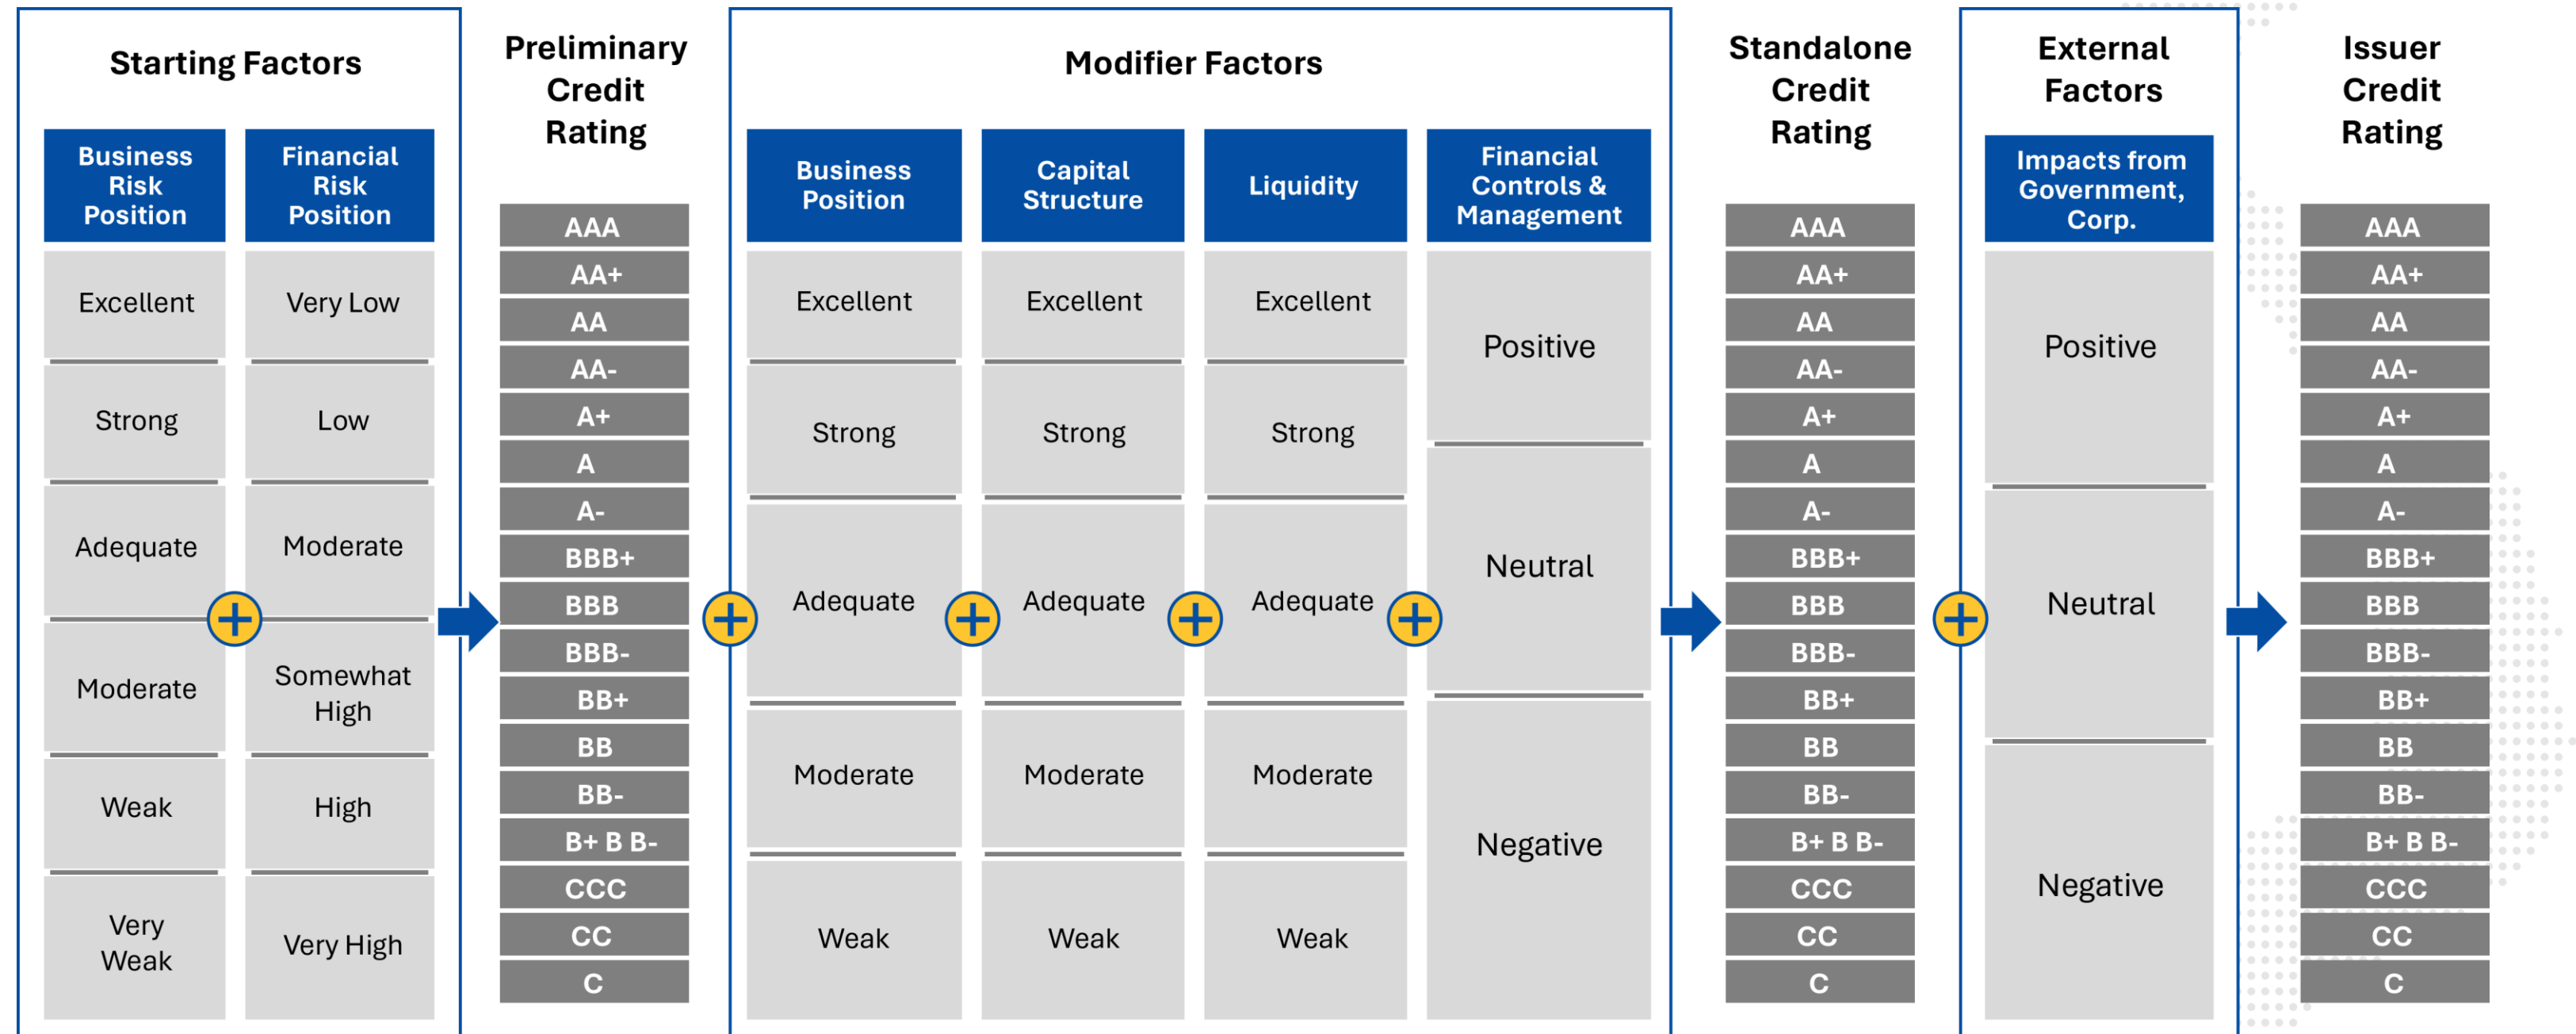 Starting Factors
Business
Risk
Position
Excellent
Strong
Adequate
Moderate
Weak
Very
Weak
Financial
Risk
Position
Very Low
Low
Moderate
Somewhat
High
High
Very High
Preliminary
Credit
Rating
AAA
AA+
AA
AA-
A+
A
A-
BBB+
BBB
BBB-
BB+
BB
BB-
B+ B B-
CCC
CC
C
Modifier Factors
Business
Position
Excellent
Strong
Adequate
Moderate
Weak
Capital
Structure
Excellent
Strong
Adequate
Moderate
Weak
Liquidity
Excellent
Strong
Adequate
Moderate
Weak
Financial
Controls &
Management
Positive
Neutral
Negative
Standalone
Credit
Rating
AAA
AA+
AA
AA-
A+
A
A-
BBB+
BBB
BBB-
BB+
BB
BB-
B+ B B-
CCC
CC
C
External
Factors
Impacts from
Government,
Corp.
Positive
Neutral
Negative
Issuer
Credit
Rating
AAA
AA+
AA
AA-
A+
A
A-
BBB+
BBB
BBB-
BB+
BB
BB-
B+ B B-
CCC
CC
C